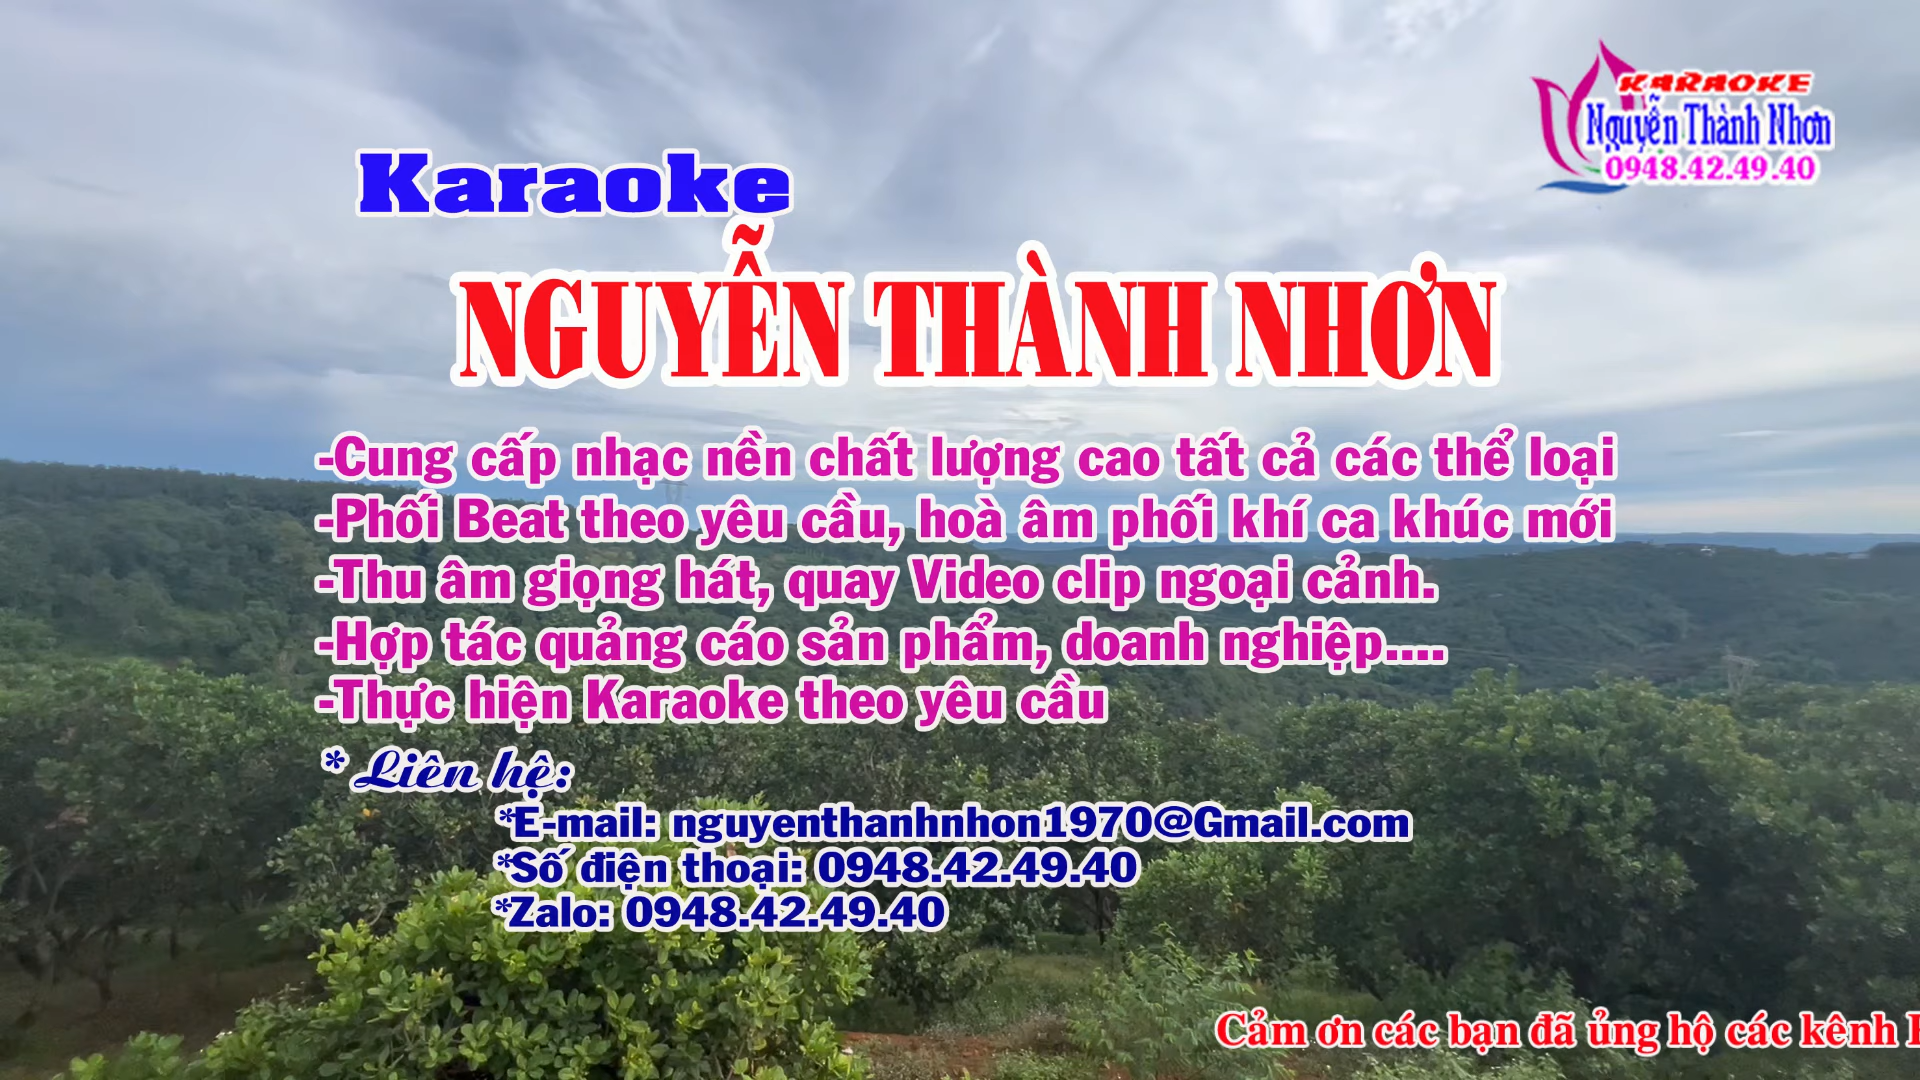 KARAOKE
Nguyễn Thành Nhơn
0948.42.49.40
Karaoke
NGUYỄN THÀNH NHƠN
-Cung cấp nhạc nền chất lượng cao tất cả các thể loại
-Phối Beat theo yêu cầu, hoà âm phối khí ca khúc mới
-Thu âm giọng hát, quay Video clip ngoại cảnh.
-Hợp tác quảng cáo sản phẩm, doanh nghiệp....
-Thực hiện Karaoke theo yêu cầu
* Liên hệ:
*E-mail: nguyenthanhnhon1970@Gmail.com
*Số điện thoại: 0948.42.49.40
*Zalo: 0948.42.49.40
Cảm ơn các bạn đã ủng hộ các kênh